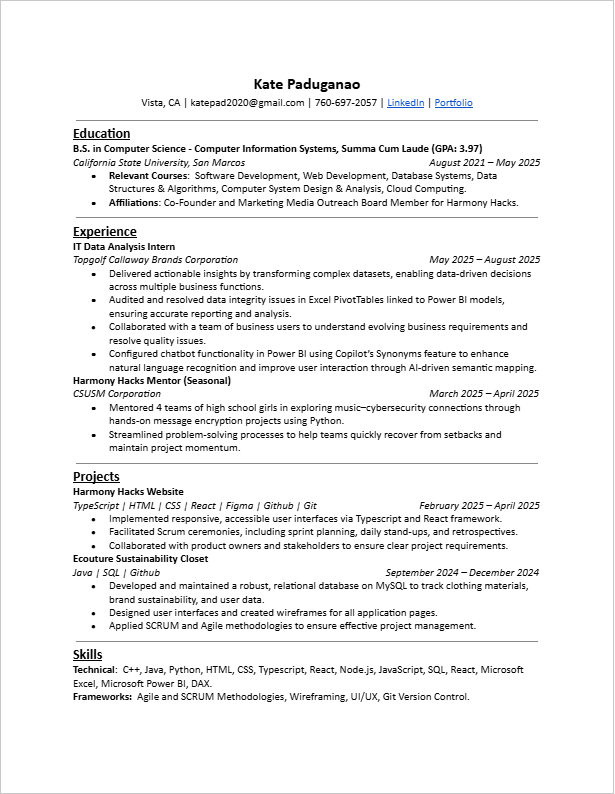 Kate Paduganao
Vista, CA | katepad2020@gmail.com | 760-697-2057 | LinkedIn | Portfolio
Education
B.S. in Computer Science - Computer Information Systems, Summa Cum Laude (GPA: 3.97)
California State University, San Marcos August 2021 – May 2025
• Relevant Courses: Software Development, Web Development, Database Systems, Data
Structures & Algorithms, Computer System Design & Analysis, Cloud Computing.
• Affiliations: Co-Founder and Marketing Media Outreach Board Member for Harmony Hacks.
Experience
IT Data Analysis Intern
Topgolf Callaway Brands Corporation May 2025 – August 2025
• Delivered actionable insights by transforming complex datasets, enabling data-driven decisions
across multiple business functions.
• Audited and resolved data integrity issues in Excel PivotTables linked to Power BI models,
ensuring accurate reporting and analysis.
• Collaborated with a team of business users to understand evolving business requirements and
resolve quality issues.
• Configured chatbot functionality in Power BI using Copilot's Synonyms feature to enhance
natural language recognition and improve user interaction through AI-driven semantic mapping.
Harmony Hacks Mentor (Seasonal)
CSUSM Corporation March 2025 – April 2025
• Mentored 4 teams of high school girls in exploring music–cybersecurity connections through
hands-on message encryption projects using Python.
• Streamlined problem-solving processes to help teams quickly recover from setbacks and
maintain project momentum.
Projects
Harmony Hacks Website
TypeScript | HTML | CSS | React | Figma | Github | Git February 2025 – April 2025
• Implemented responsive, accessible user interfaces via Typescript and React framework.
• Facilitated Scrum ceremonies, including sprint planning, daily stand-ups, and retrospectives.
• Collaborated with product owners and stakeholders to ensure clear project requirements.
Ecouture Sustainability Closet
Java | SQL | Github September 2024 – December 2024
• Developed and maintained a robust, relational database on MySQL to track clothing materials,
brand sustainability, and user data.
• Designed user interfaces and created wireframes for all application pages.
• Applied SCRUM and Agile methodologies to ensure effective project management.
Skills
Technical: C++, Java, Python, HTML, CSS, Typescript, React, Node.js, JavaScript, SQL, React, Microsoft
Excel, Microsoft Power BI, DAX.
Frameworks: Agile and SCRUM Methodologies, Wireframing, UI/UX, Git Version Control.